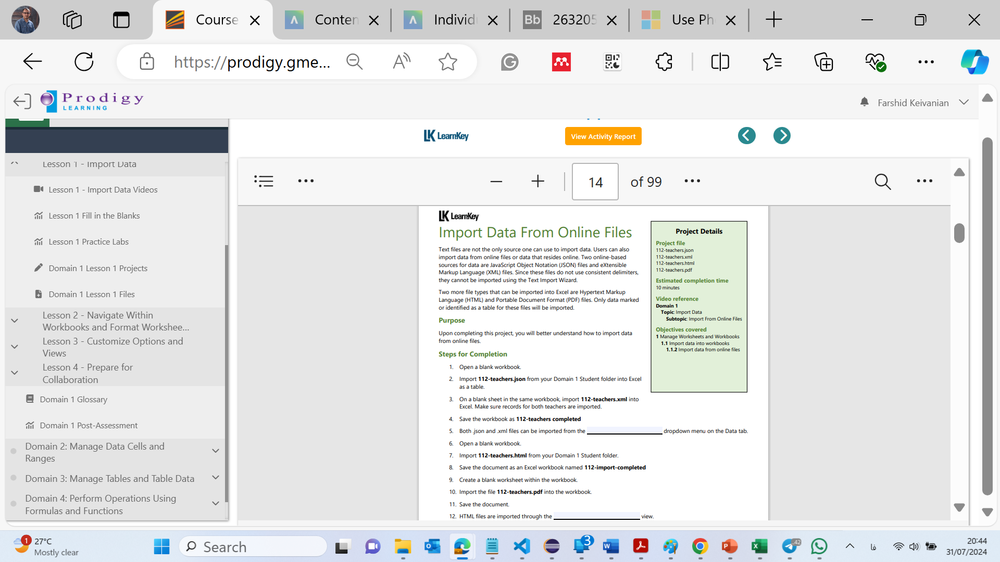 Course
Conten
Individ
Bb
263205
Use Ph
https://prodigy.gme...
Prodigy
LEARNING
Farshid Keivanian
LK LearnKey
View Activity Report
Lesson 1 - Import Data
Lesson 1 - Import Data Videos
Lesson 1 Fill in the Blanks
Lesson 1 Practice Labs
Domain 1 Lesson 1 Projects
Domain 1 Lesson 1 Files
Lesson 2 - Navigate Within
Workbooks and Format Workshee...
Lesson 3 - Customize Options and
Views
Lesson 4 - Prepare for
Collaboration
Domain 1 Glossary
Domain 1 Post-Assessment
Domain 2: Manage Data Cells and
Ranges
Domain 3: Manage Tables and Table Data
Domain 4: Perform Operations Using
Formulas and Functions
14 of 99
LK LearnKey
Import Data From Online Files
Text files are not the only source one can use to import data. Users can also
import data from online files or data that resides online. Two online-based
sources for data are JavaScript Object Notation (JSON) files and eXtensible
Markup Language (XML) files. Since these files do not use consistent delimiters,
they cannot be imported using the Text Import Wizard.
Two more file types that can be imported into Excel are Hypertext Markup
Language (HTML) and Portable Document Format (PDF) files. Only data marked
or identified as a table for these files will be imported.
Purpose
Upon completing this project, you will better understand how to import data
from online files.
Steps for Completion
1. Open a blank workbook.
2. Import 112-teachers.json from your Domain 1 Student folder into Excel
as a table.
3. On a blank sheet in the same workbook, import 112-teachers.xml into
Excel. Make sure records for both teachers are imported.
4. Save the workbook as 112-teachers completed
5. Both .json and .xml files can be imported from the dropdown menu on the Data tab.
6. Open a blank workbook.
7. Import 112-teachers.html from your Domain 1 Student folder.
8. Save the document as an Excel workbook named 112-import-completed
9. Create a blank worksheet within the workbook.
10. Import the file 112-teachers.pdf into the workbook.
11. Save the document.
12. HTML files are imported through the view.
Project Details
Project file
112-teachers.json
112-teachers.xml
112-teachers.html
112-teachers.pdf
Estimated completion time
10 minutes
Video reference
Domain 1
Topic: Import Data
Subtopic: Import From Online Files
Objectives covered
1 Manage Worksheets and Workbooks
1.1 Import data into workbooks
1.1.2 Import data from online files
1
27°C
Mostly clear
Search
3
42
فا
20:44
31/07/2024